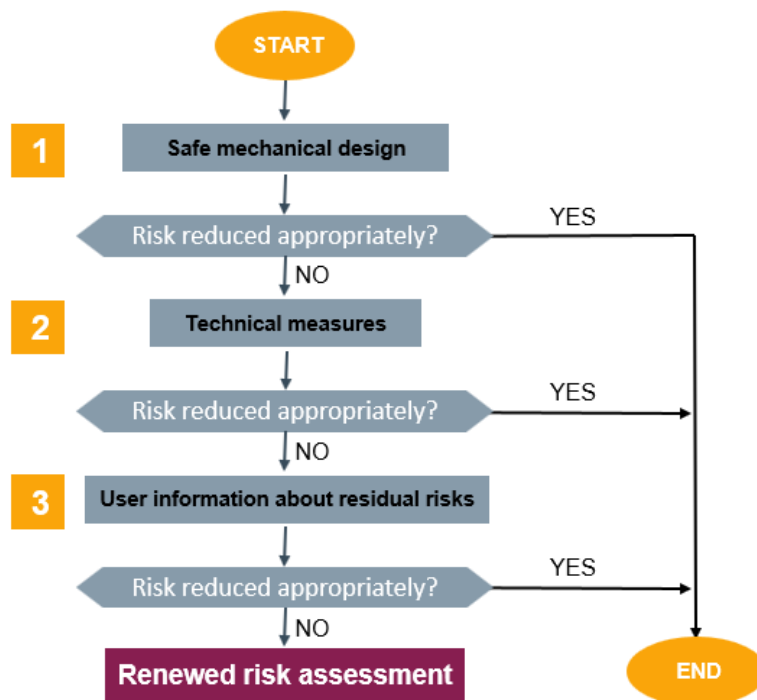 START
1
Safe mechanical design
Risk reduced appropriately?
YES
NO
2
Technical measures
Risk reduced appropriately?
YES
NO
3
User information about residual risks
Risk reduced appropriately?
YES
NO
Renewed risk assessment
END